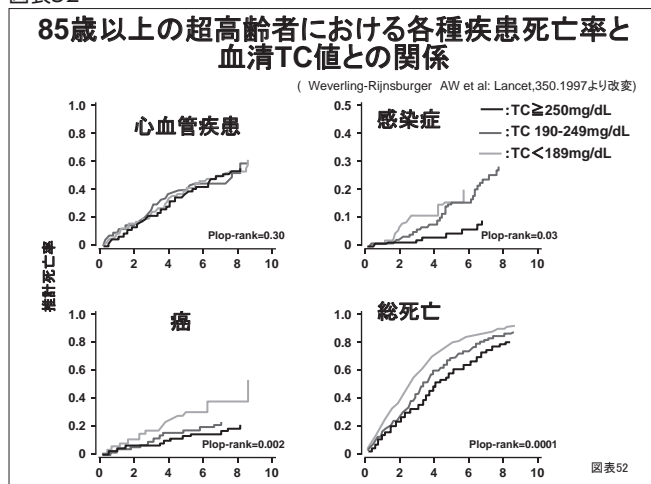 図表52
85歳以上の超高齢者における各種疾患死亡率と
血清TC値との関係
( Weverling-Rijnsburger AW et al: Lancet,350.1997より改変)
心血管疾患
1.0
0.8
0.6
0.4
0.2
0
0 2 4 6 8 10
Plop-rank=0.30
感染症
:TC≧250mg/dL
:TC 190-249mg/dL
:TC<189mg/dL
0.5
0.4
0.3
0.2
0.1
0
0 2 4 6 8 10
Plop-rank=0.03
推計死亡率
癌
1.0
0.8
0.6
0.4
0.2
0
0 2 4 6 8 10
Plop-rank=0.002
総死亡
1.0
0.8
0.6
0.4
0.2
0
0 2 4 6 8 10
Plop-rank=0.0001
図表52